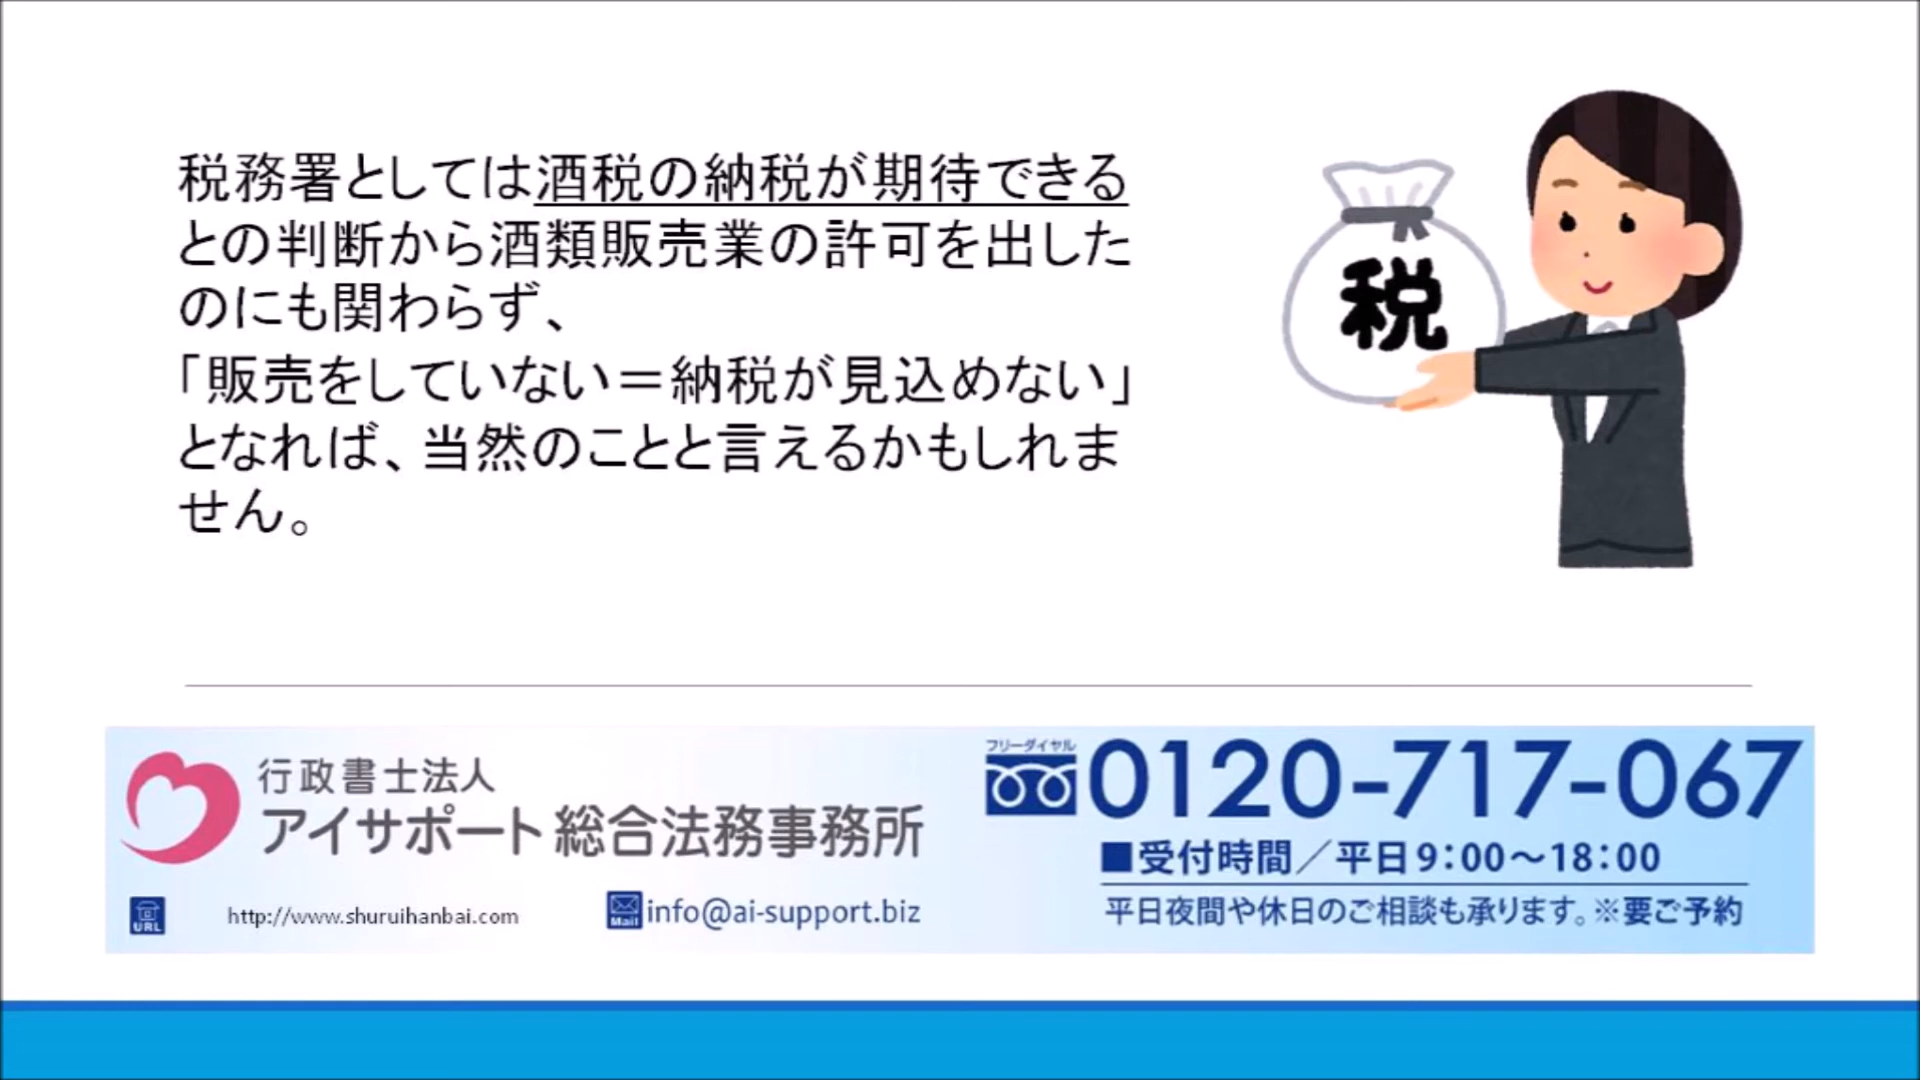 税務署としては酒税の納税が期待できる
との判断から酒類販売業の許可を出した
のにも関わらず、
「販売をしていない＝納税が見込めない」
となれば、当然のことと言えるかもしれま
せん。
税
行政書士法人
アイサポート総合法務事務所
URL
http://www.shuruihanbai.com
Mail
info@ai-support.biz
フリーダイヤル
0120-717-067
■受付時間／平日9:00～18:00
平日夜間や休日のご相談も承ります。※要ご予約